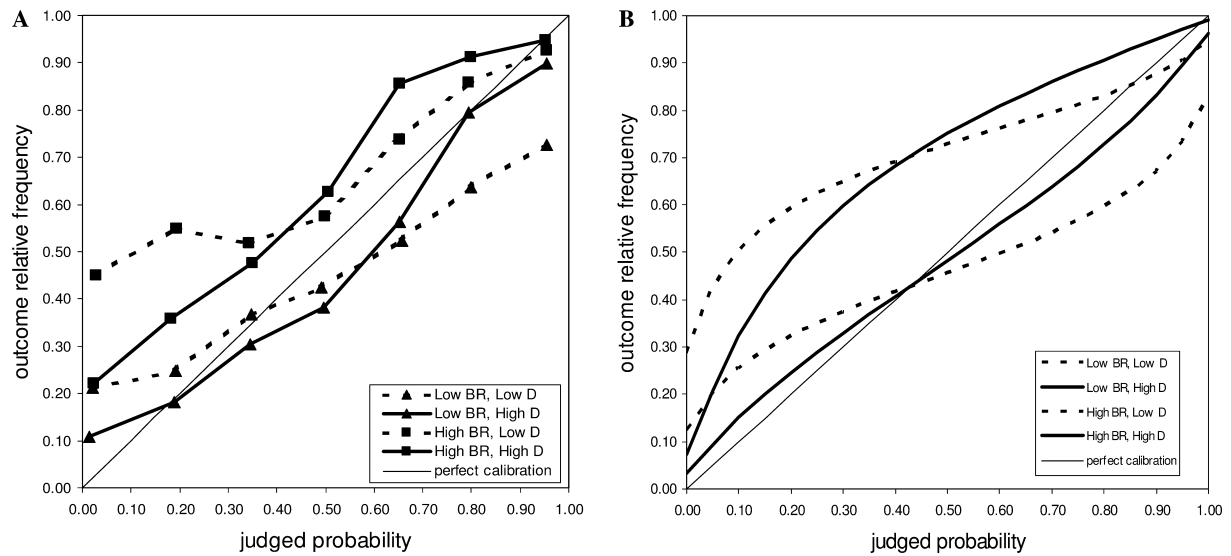 A
1.00
0.90
0.80
0.70
0.60
0.50
0.40
0.30
0.20
0.10
0.00
outcome relative frequency
Low BR, Low D
Low BR, High D
High BR, Low D
High BR, High D
perfect calibration
0.00 0.10 0.20 0.30 0.40 0.50 0.60 0.70 0.80 0.90 1.00
judged probability
B
1.00
0.90
0.80
0.70
0.60
0.50
0.40
0.30
0.20
0.10
0.00
outcome relative frequency
Low BR, Low D
Low BR, High D
High BR, Low D
High BR, High D
perfect calibration
0.00 0.10 0.20 0.30 0.40 0.50 0.60 0.70 0.80 0.90 1.00
judged probability